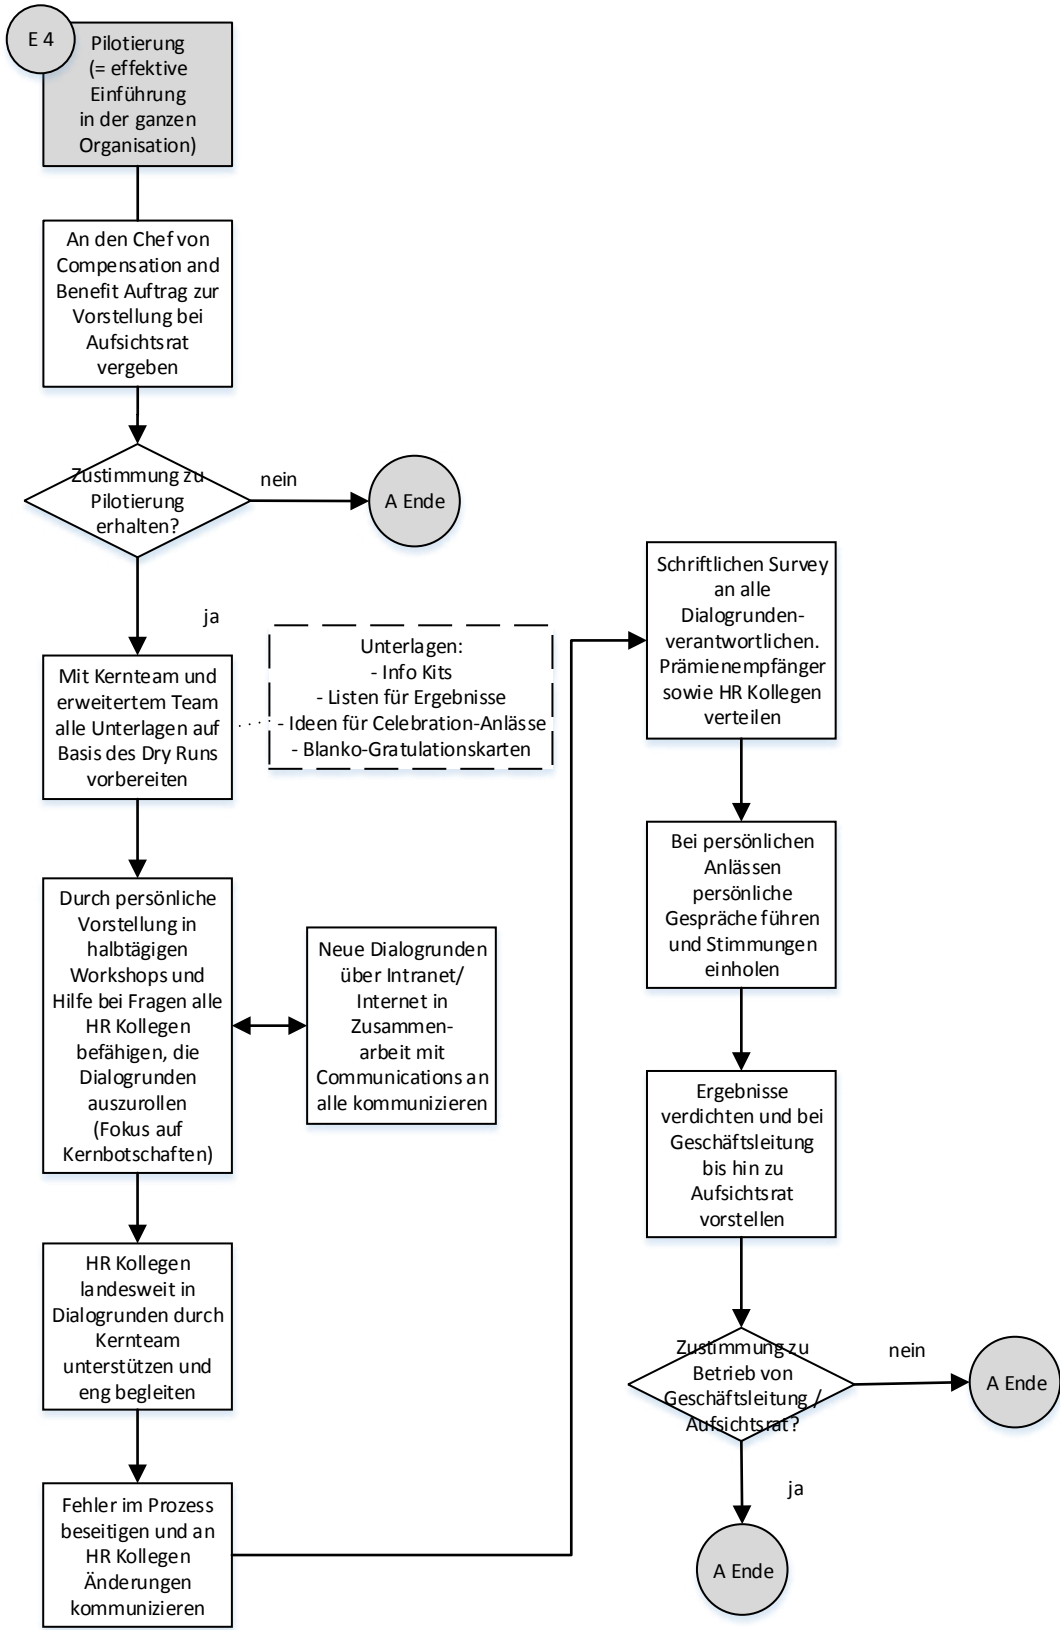 E 4
Pilotierung
(= effektive
Einführung
in der ganzen
Organisation)
An den Chef von
Compensation and
Benefit Auftrag zur
Vorstellung bei
Aufsichtsrat
vergeben
Zustimmung zu
Pilotierung
erhalten?
nein
A Ende
ja
Mit Kernteam und
erweitertem Team
alle Unterlagen auf
Basis des Dry Runs
vorbereiten
Unterlagen:
- Info Kits
- Listen für Ergebnisse
- Ideen für Celebration-Anlässe
- Blanko-Gratulationskarten
Durch persönliche
Vorstellung in
halbtägigen
Workshops und
Hilfe bei Fragen alle
HR Kollegen
befähigen, die
Dialogrunden
auszurollen
(Fokus auf
Kernbotschaften)
Neue Dialogrunden
über Intranet/
Internet in
Zusammen-
arbeit mit
Communications an
alle kommunizieren
HR Kollegen
landesweit in
Dialogrunden durch
Kernteam
unterstützen und
eng begleiten
Fehler im Prozess
beseitigen und an
HR Kollegen
Änderungen
kommunizieren
Schriftlichen Survey
an alle
Dialogrunden-
verantwortlichen.
Prämienempfänger
sowie HR Kollegen
verteilen
Bei persönlichen
Anlässen
persönliche
Gespräche führen
und Stimmungen
einholen
Ergebnisse
verdichten und bei
Geschäftsleitung
bis hin zu
Aufsichtsrat
vorstellen
Zustimmung zu
Betrieb von
Geschäftsleitung /
Aufsichtsrat?
nein
A Ende
ja
A Ende